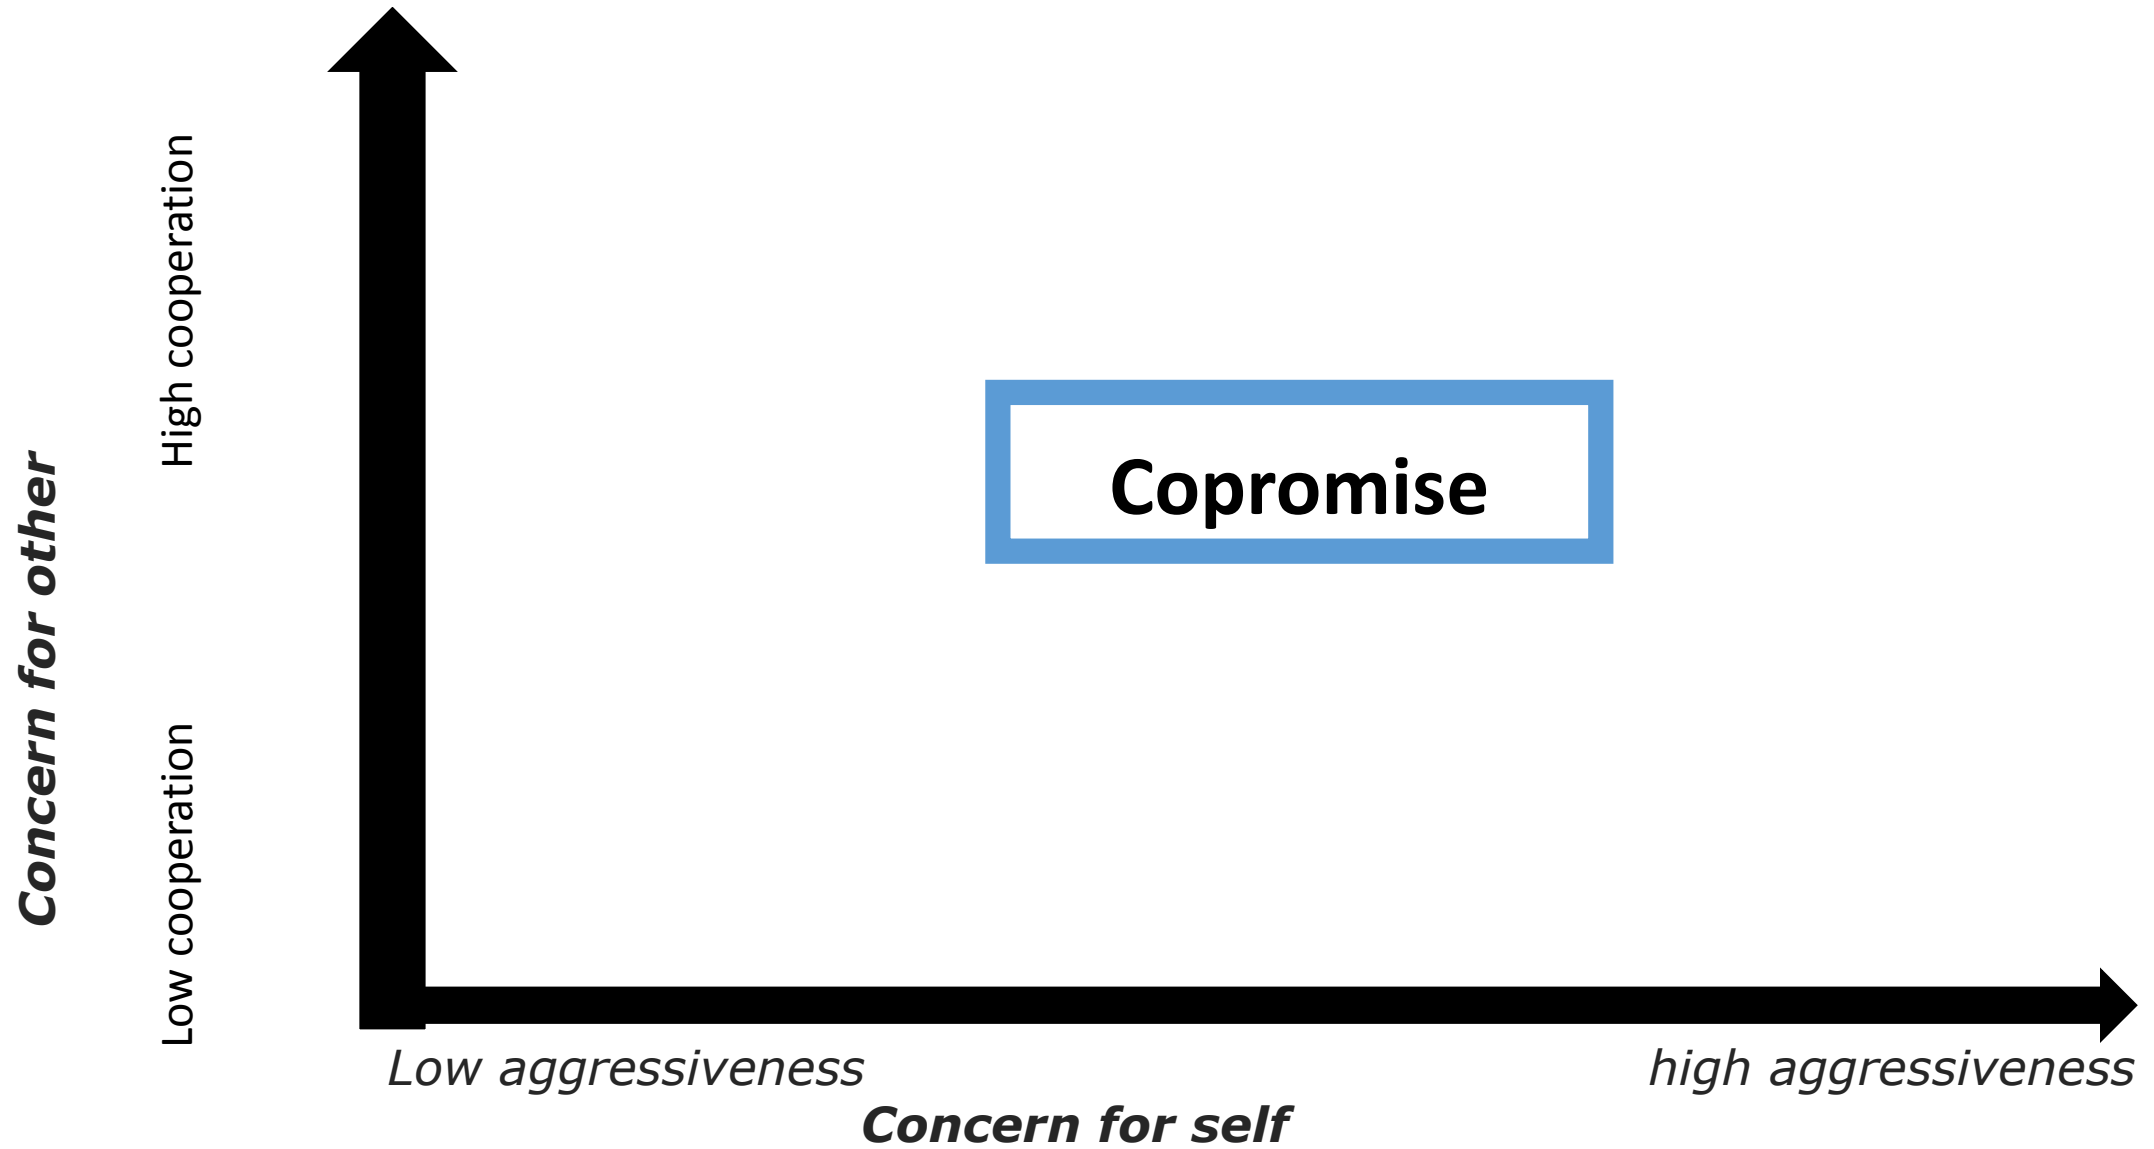 High cooperation
Concern for other
Copromise
Low cooperation
Low aggressiveness
high aggressiveness
Concern for self